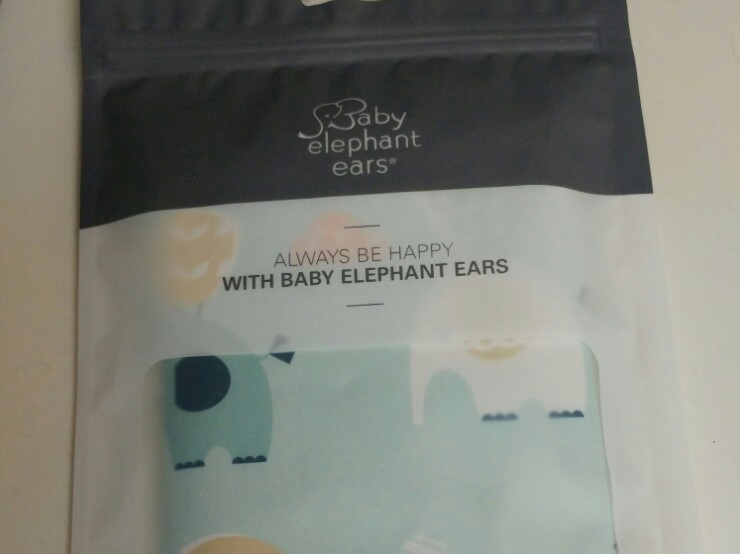 Baby
elephant
ears®
ALWAYS BE HAPPY
WITH BABY ELEPHANT EARS